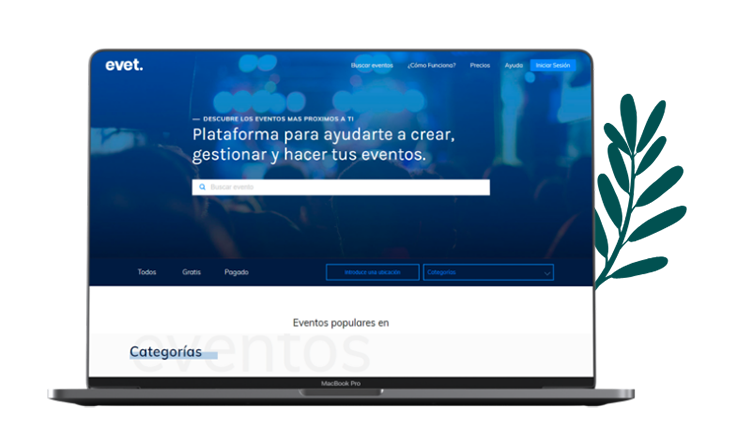 evet.
Buscar eventos ¿Cómo Funciona? Precios Ayuda Iniciar Sesión
— DESCUBRE LOS EVENTOS MAS PROXIMOS A TI
Plataforma para ayudarte a crear,
gestionar y hacer tus eventos.
Buscar evento
Todos Gratis Pagado Introduce una ubicación Categorías
Eventos populares en
eventos
Categorías
MacBook Pro